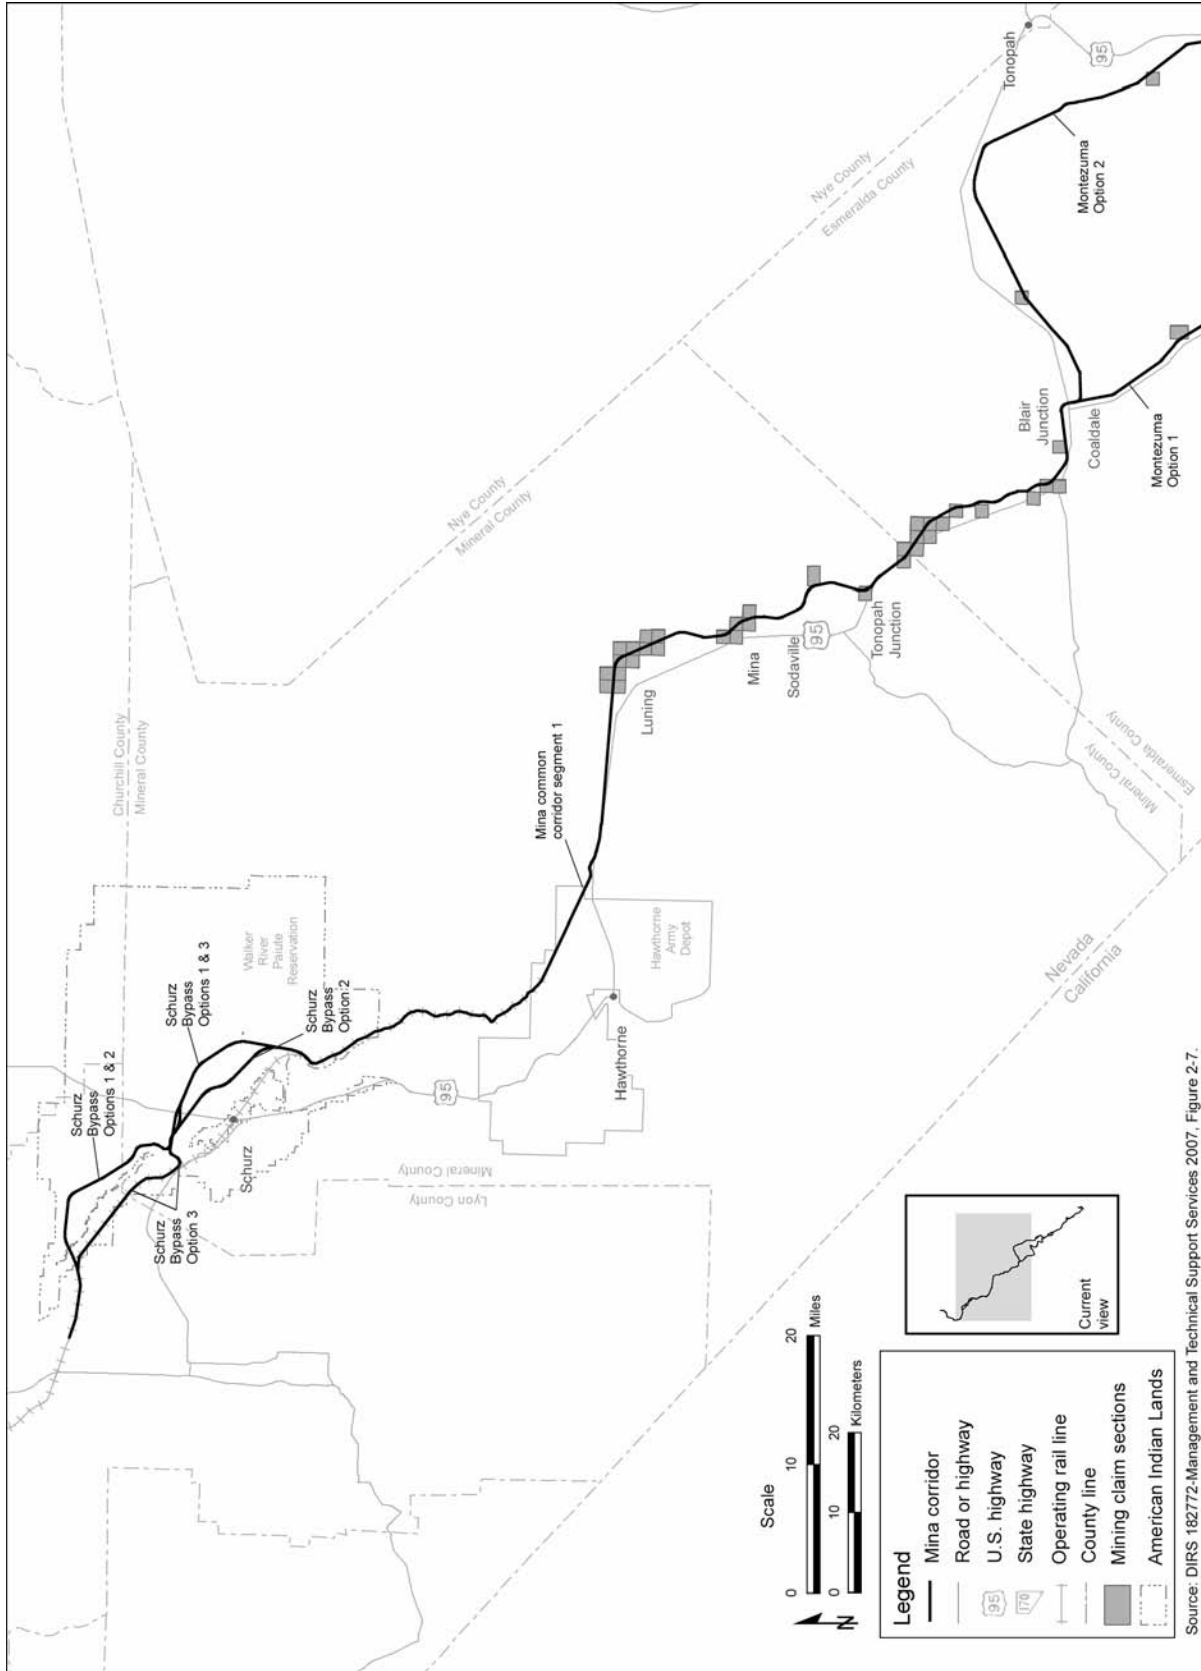 Churchill County
Mineral County
Schurz
Bypass
Options 1 & 2
Schurz
Bypass
Options 1 & 3
Schurz
Bypass
Option 2
Schurz
Bypass
Option 3
Walker
River
Paiute
Reservation
Schurz
Mineral County
Lyon County
95
Hawthorne
Hawthorne
Army
Depot
Mina common
corridor segment 1
Nye County
Mineral County
Luning
Mina
Sodaville
95
Tonopah
Junction
Nye County
Esmeralda County
Tonopah
95
Blair
Junction
Coaldale
Montezuma
Option 1
Montezuma
Option 2
Mineral County
Esmeralda County
Nevada
California
Scale
0 10 20
Miles
0 10 20
Kilometers
N
Legend
Mina corridor
Road or highway
95 U.S. highway
170 State highway
Operating rail line
County line
Mining claim sections
American Indian Lands
Current
view
Source: DIRS 182772-Management and Technical Support Services 2007, Figure 2-7.